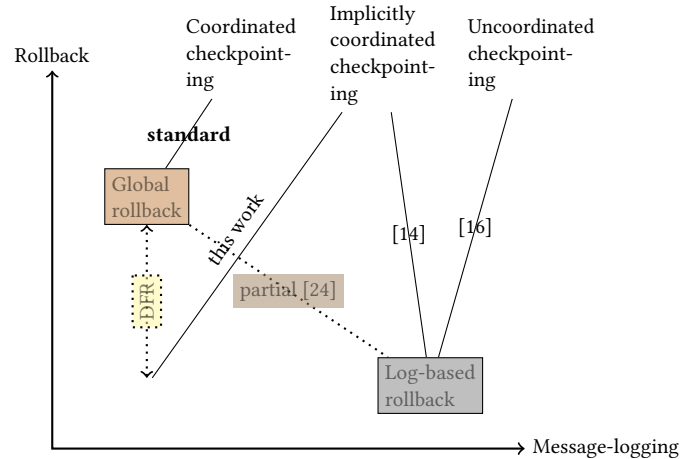 Coordinated
checkpoint-
ing
Implicitly
coordinated
checkpoint-
ing
Uncoordinated
checkpoint-
ing
Rollback
standard
Global
rollback
this work
[14]
[16]
DFR
partial [24]
Log-based
rollback
Message-logging